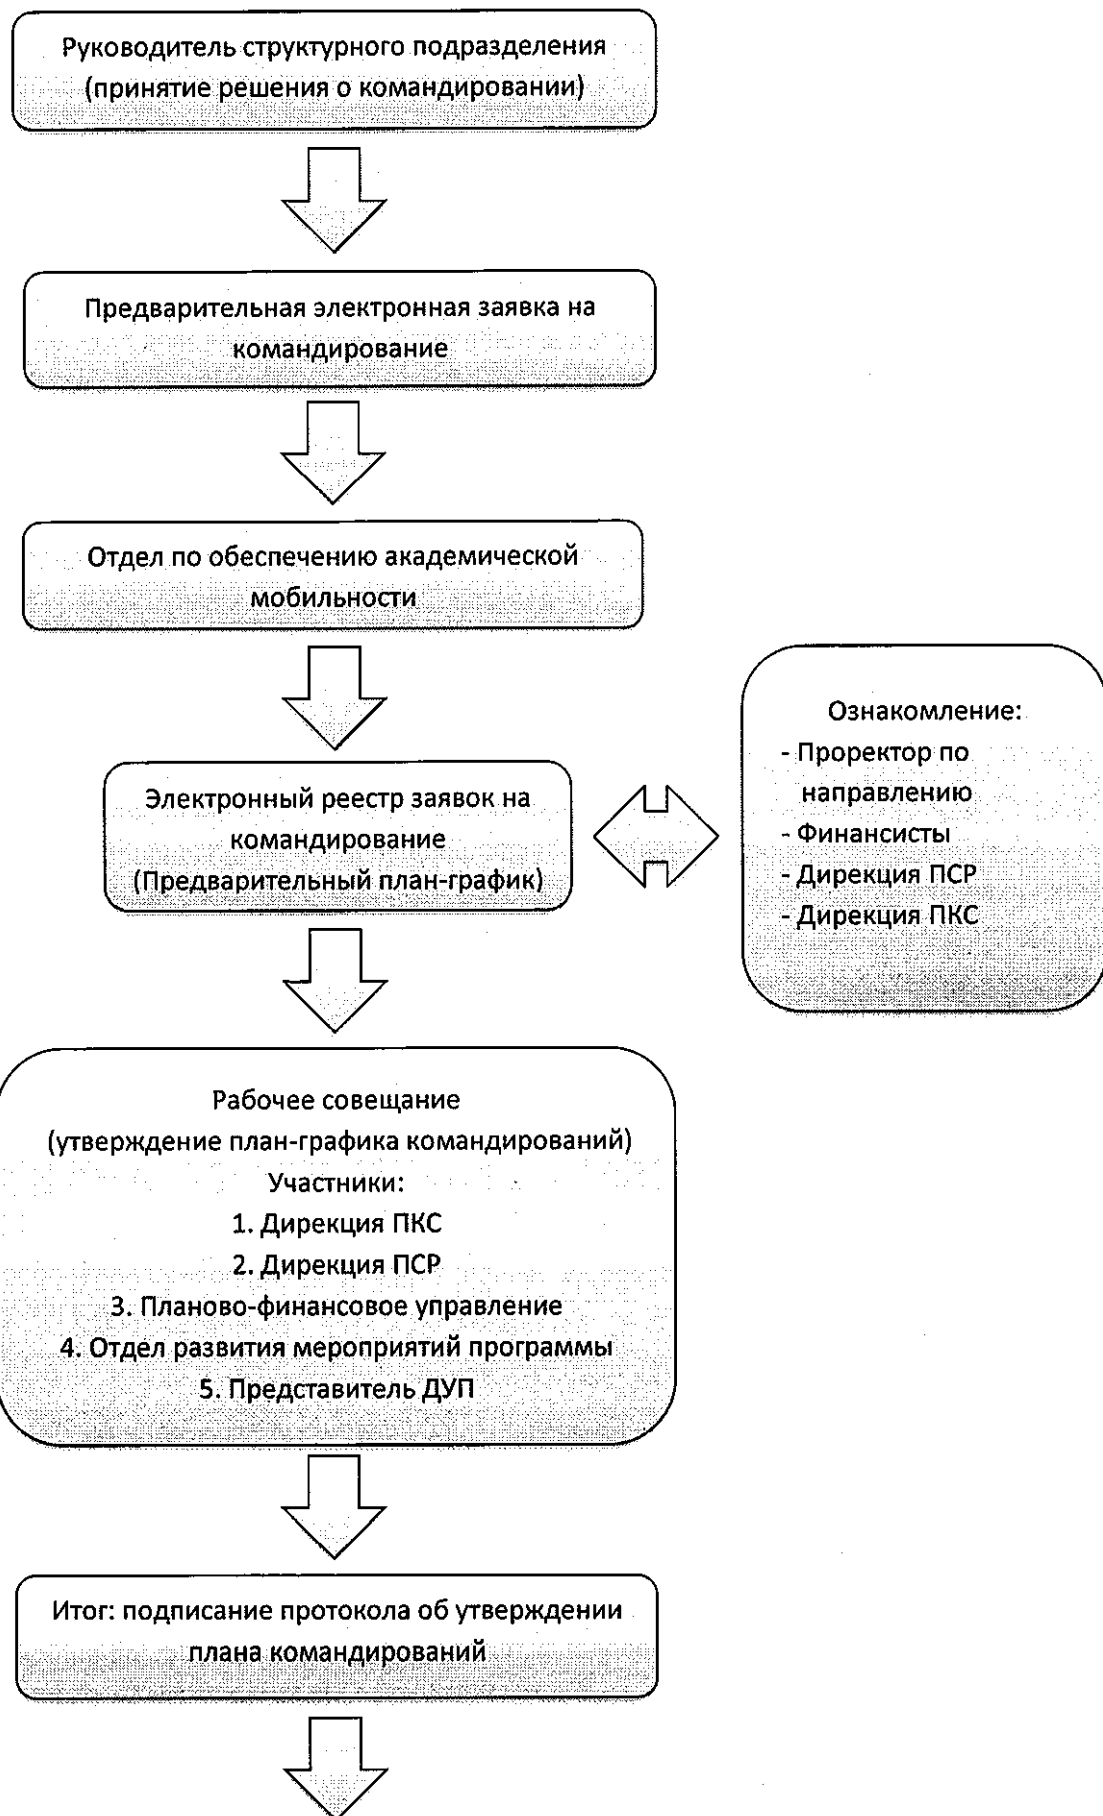 Руководитель структурного подразделения
(принятие решения о командировании)
Предварительная электронная заявка на
командирование
Отдел по обеспечению академической
мобильности
Электронный реестр заявок на
командирование
(Предварительный план-график)
Ознакомление:
- Проректор по
направлению
- Финансисты
- Дирекция ПСР
- Дирекция ПКС
Рабочее совещание
(утверждение план-графика командирований)
Участники:
1. Дирекция ПКС
2. Дирекция ПСР
3. Планово-финансовое управление
4. Отдел развития мероприятий программы
5. Представитель ДУП
Итог: подписание протокола об утверждении
плана командирований